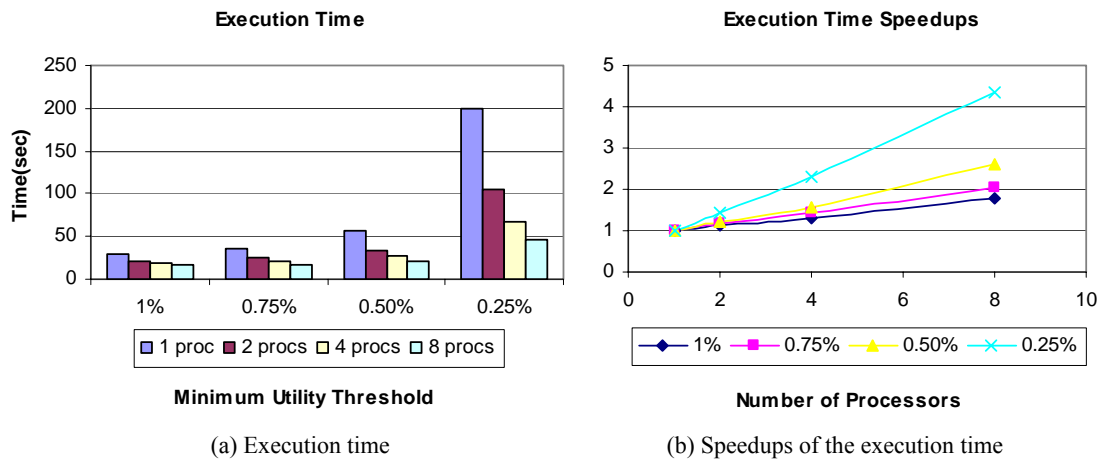 Execution Time
250
200
150
100
50
0
Time(sec)
1% 0.75% 0.50% 0.25%
1 proc 2 procs 4 procs 8 procs
Minimum Utility Threshold
(a) Execution time
Execution Time Speedups
5
4
3
2
1
0
0 2 4 6 8 10
1% 0.75% 0.50% 0.25%
Number of Processors
(b) Speedups of the execution time